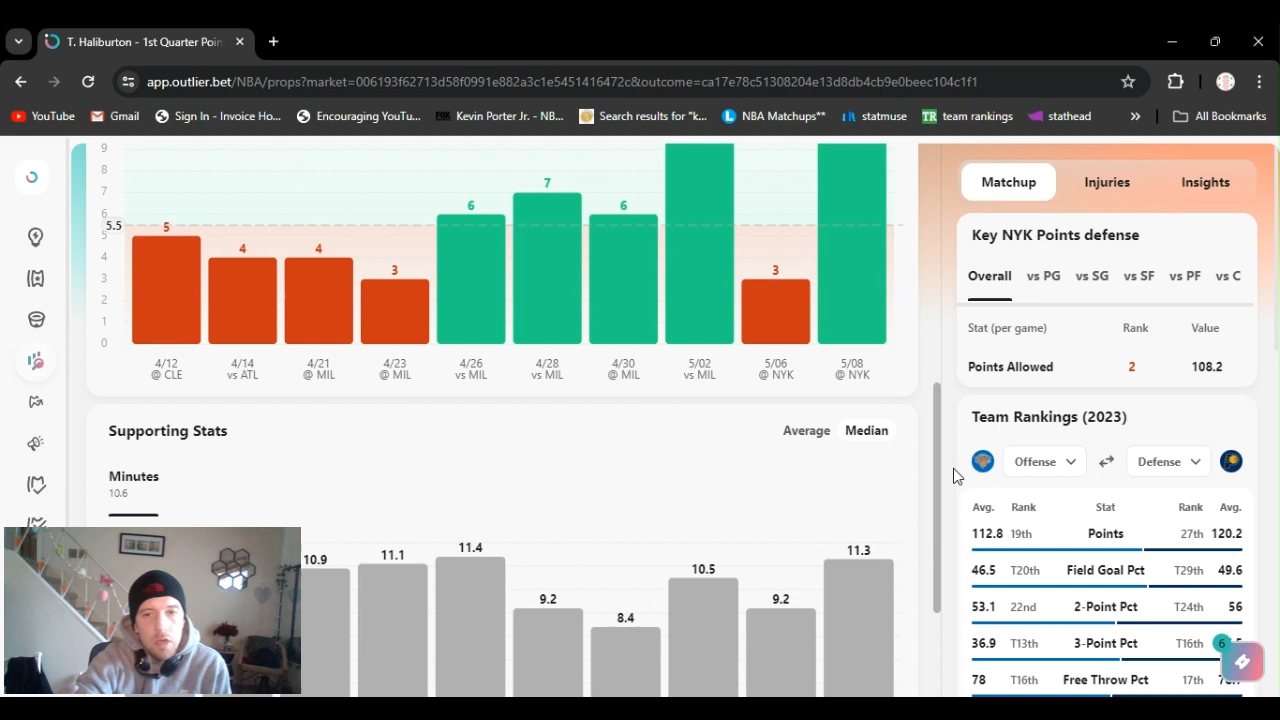 T. Haliburton - 1st Quarter Poin
app.outlier.bet/NBA/props?market=006193f62713d58f0991e882a3c1e5451416472c&outcome=ca17e78c51308204e13d8db4cb9e0beec104c1f1
YouTube Gmail Sign In - Invoice Ho... Encouraging YouTu... FOX Kevin Porter Jr. - NB... Search results for "k... NBA Matchups** statmuse TR team rankings stathead » All Bookmarks
9
8
7
6
5.5
5
4
3
2
1
0
5 4 4 3 6 7 6 3
4/12 4/14 4/21 4/23 4/26 4/28 4/30 5/02 5/06 5/08
@ CLE vs ATL @ MIL @ MIL vs MIL vs MIL @ MIL vs MIL @ NYK @ NYK
Supporting Stats
Average Median
Minutes
10.6
10.9 11.1 11.4 9.2 8.4 10.5 9.2 11.3
Matchup Injuries Insights
Key NYK Points defense
Overall vs PG vs SG vs SF vs PF vs C
Stat (per game) Rank Value
Points Allowed 2 108.2
Team Rankings (2023)
Offense Defense
Avg. Rank Stat Rank Avg.
112.8 19th Points 27th 120.2
46.5 T20th Field Goal Pct T29th 49.6
53.1 22nd 2-Point Pct T24th 56
36.9 T13th 3-Point Pct T16th
6
78 T16th Free Throw Pct 17th